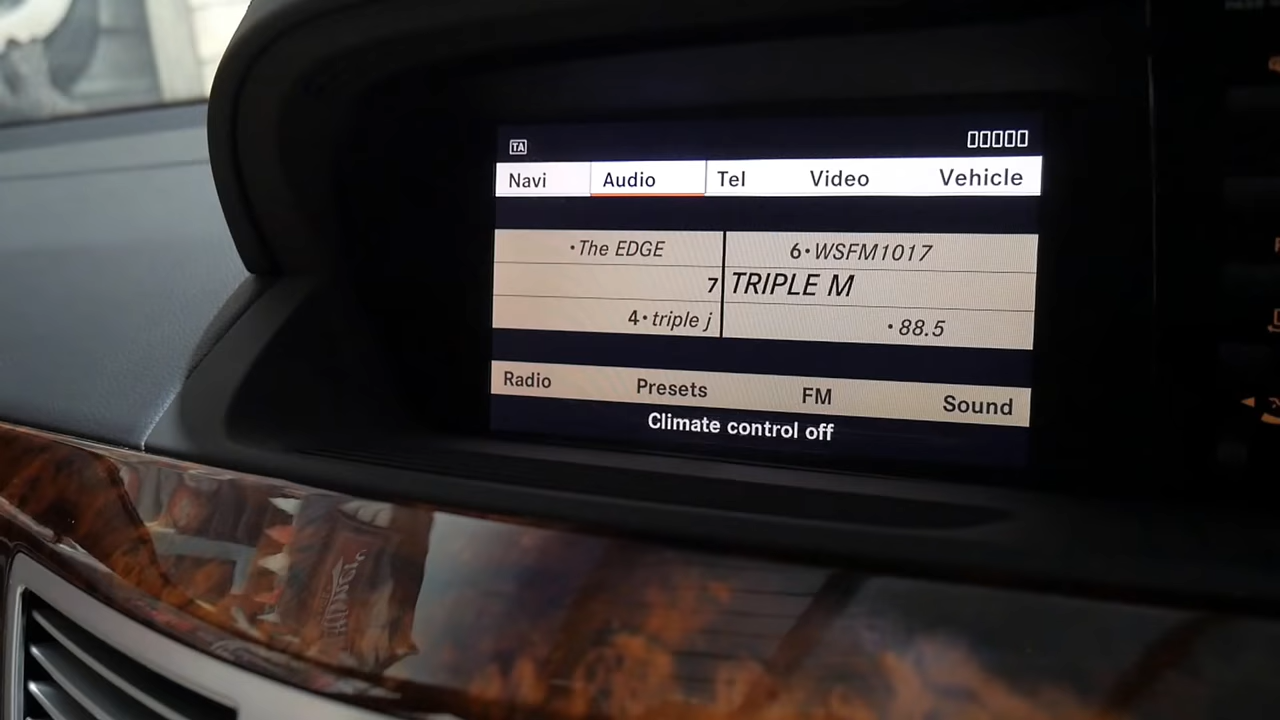 TA
Navi Audio Tel Video Vehicle
•The EDGE 6•WSFM1017
7 TRIPLE M
4•triple j •88.5
Radio Presets FM Sound
Climate control off